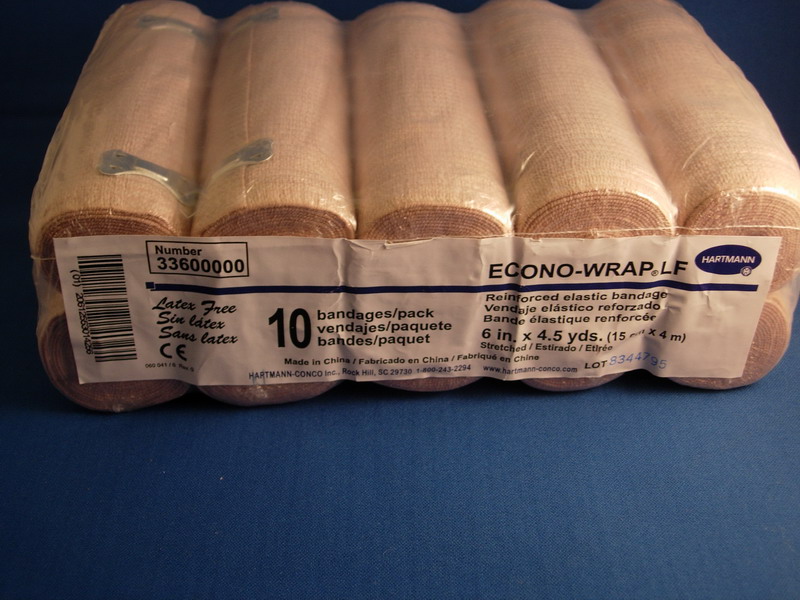 Number
33600000
ECONO-WRAP® LF
HARTMANN
Latex Free
Sin látex
Sans latex
CE
10
bandages/pack
vendajes/paquete
bandes/paquet
Reinforced elastic bandage
Vendaje elástico reforzado
Bande élastique renforcér
6 in. x 4.5 yds. (15 m x 4 m)
Stretched / Estirado / Etirée
Made in China / Fabricado en China / Fabriqué en Chine
LOT 8344795
HARTMANN-CONCO Inc., Rock Hill, SC 29730 1-800-243-2294 www.hartmann-conco.com